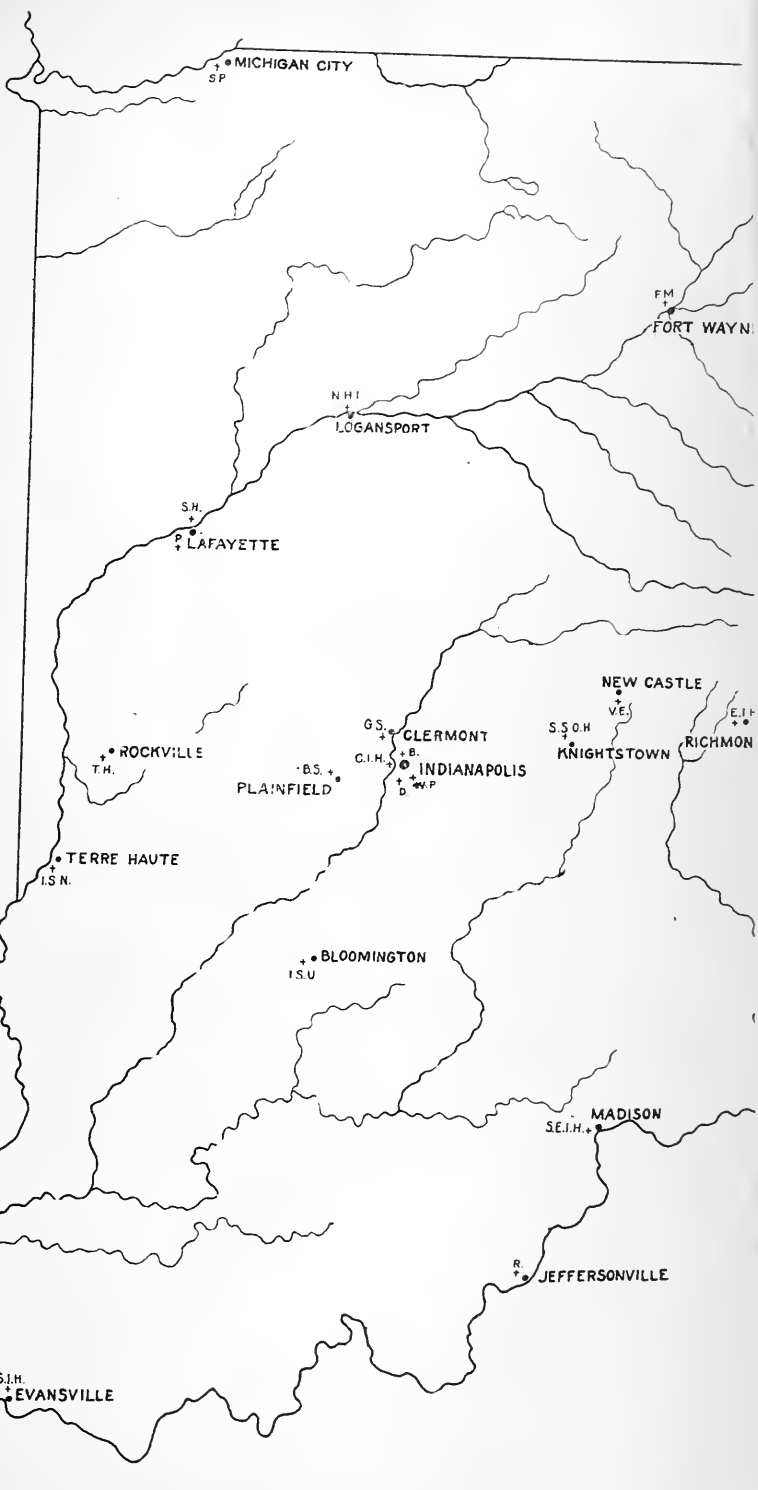 MICHIGAN CITY
S P
F M
FORT WAYN
N H I
LOGANSPORT
S.H.
P
LAFAYETTE
NEW CASTLE
V.E.
S.S.O.H
KNIGHTSTOWN
E.I H
RICHMON
G S.
CLERMONT
C.I.H.
B.
INDIANAPOLIS
D.
W.P
B.S.
PLAINFIELD
ROCKVILLE
T.H.
TERRE HAUTE
I.S N.
BLOOMINGTON
I S.U
MADISON
S.E.I.H.
R.
JEFFERSONVILLE
S.I.H.
EVANSVILLE